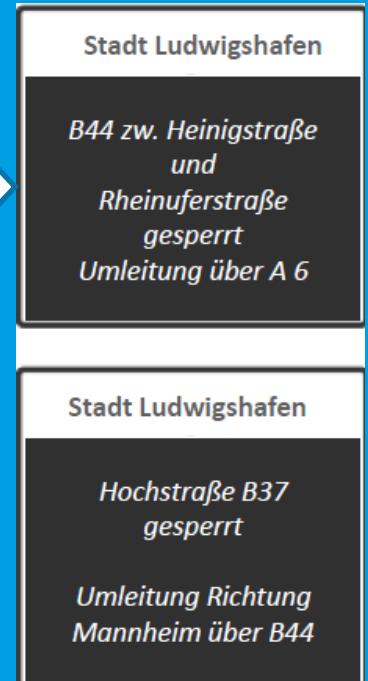 Stadt Ludwigshafen
B44 zw. Heinigstraße
und
Rheinuferstraße
gesperrt
Umleitung über A 6
Stadt Ludwigshafen
Hochstraße B37
gesperrt
Umleitung Richtung
Mannheim über B44